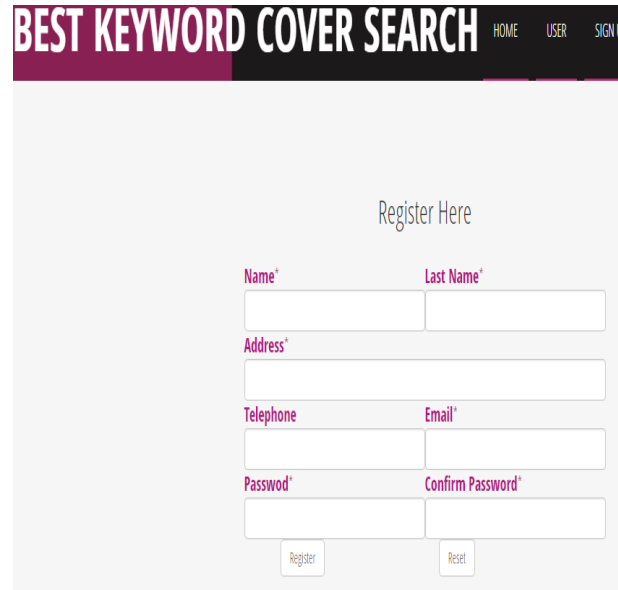 BEST KEYWORD COVER SEARCH HOME USER SIGN
Register Here
Name* Last Name*
Address*
Telephone Email*
Passwod* Confirm Password*
Register Reset